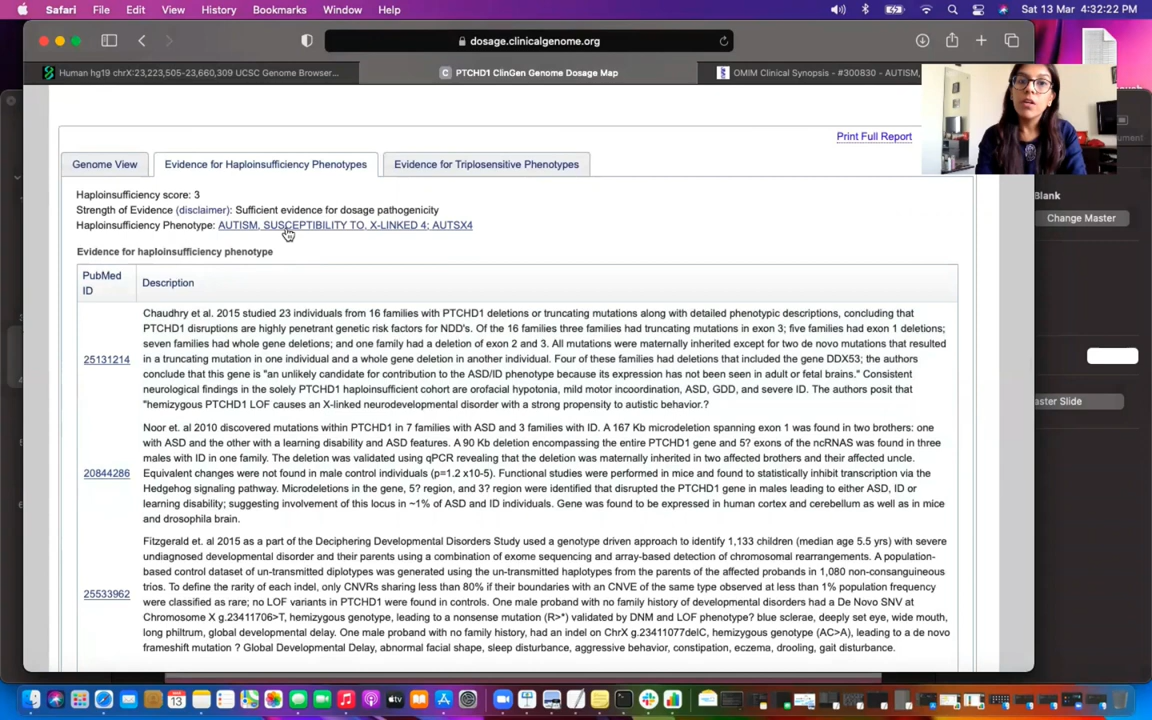 Safari File Edit View History Bookmarks Window Help Sat 13 Mar 4:32:22 PM
dosage.clinicalgenome.org
Human hg19 chrX:23,223,505-23,660,309 UCSC Genome Browser...
PTCHD1 ClinGen Genome Dosage Map
OMIM Clinical Synopsis - #300830 - AUTISM,
Print Full Report
Genome View
Evidence for Haploinsufficiency Phenotypes
Evidence for Triplosensitive Phenotypes
Blank
Change Master
Haploinsufficiency score: 3
Strength of Evidence (disclaimer): Sufficient evidence for dosage pathogenicity
Haploinsufficiency Phenotype: AUTISM, SUSCEPTIBILITY TO, X-LINKED 4; AUTSX4
Evidence for haploinsufficiency phenotype
PubMed
ID
Description
25131214
Chaudhry et al. 2015 studied 23 individuals from 16 families with PTCHD1 deletions or truncating mutations along with detailed phenotypic descriptions, concluding that
PTCHD1 disruptions are highly penetrant genetic risk factors for NDD's. Of the 16 families three families had truncating mutations in exon 3; five families had exon 1 deletions;
seven families had whole gene deletions; and one family had a deletion of exon 2 and 3. All mutations were maternally inherited except for two de novo mutations that resulted
in a truncating mutation in one individual and a whole gene deletion in another individual. Four of these families had deletions that included the gene DDX53; the authors
conclude that this gene is "an unlikely candidate for contribution to the ASD/ID phenotype because its expression has not been seen in adult or fetal brains." Consistent
neurological findings in the solely PTCHD1 haploinsufficient cohort are orofacial hypotonia, mild motor incoordination, ASD, GDD, and severe ID. The authors posit that
"hemizygous PTCHD1 LOF causes an X-linked neurodevelopmental disorder with a strong propensity to autistic behavior.?
20844286
Noor et. al 2010 discovered mutations within PTCHD1 in 7 families with ASD and 3 families with ID. A 167 Kb microdeletion spanning exon 1 was found in two brothers: one
with ASD and the other with a learning disability and ASD features. A 90 Kb deletion encompassing the entire PTCHD1 gene and 5? exons of the ncRNAS was found in three
males with ID in one family. The deletion was validated using qPCR revealing that the deletion was maternally inherited in two affected brothers and their affected uncle.
Equivalent changes were not found in male control individuals (p=1.2 x10-5). Functional studies were performed in mice and found to statistically inhibit transcription via the
Hedgehog signaling pathway. Microdeletions in the gene, 5? region, and 3? region were identified that disrupted the PTCHD1 gene in males leading to either ASD, ID or
learning disability; suggesting involvement of this locus in ~1% of ASD and ID individuals. Gene was found to be expressed in human cortex and cerebellum as well as in mice
and drosophila brain.
25533962
Fitzgerald et. al 2015 as a part of the Deciphering Developmental Disorders Study used a genotype driven approach to identify 1,133 children (median age 5.5 yrs) with severe
undiagnosed developmental disorder and their parents using a combination of exome sequencing and array-based detection of chromosomal rearrangements. A population-
based control dataset of un-transmitted diplotypes was generated using the un-transmitted haplotypes from the parents of the affected probands in 1,080 non-consanguineous
trios. To define the rarity of each indel, only CNVRs sharing less than 80% if their boundaries with an CNVE of the same type observed at less than 1% population frequency
were classified as rare; no LOF variants in PTCHD1 were found in controls. One male proband with no family history of developmental disorders had a De Novo SNV at
Chromosome X g.23411706>T, hemizygous genotype, leading to a nonsense mutation (R>*) validated by DNM and LOF phenotype? blue sclerae, deeply set eye, wide mouth,
long philtrum, global developmental delay. One male proband with no family history, had an indel on ChrX g.23411077delC, hemizygous genotype (AC>A), leading to a de novo
frameshift mutation ? Global Developmental Delay, abnormal facial shape, sleep disturbance, aggressive behavior, constipation, eczema, drooling, gait disturbance.
aster Slide